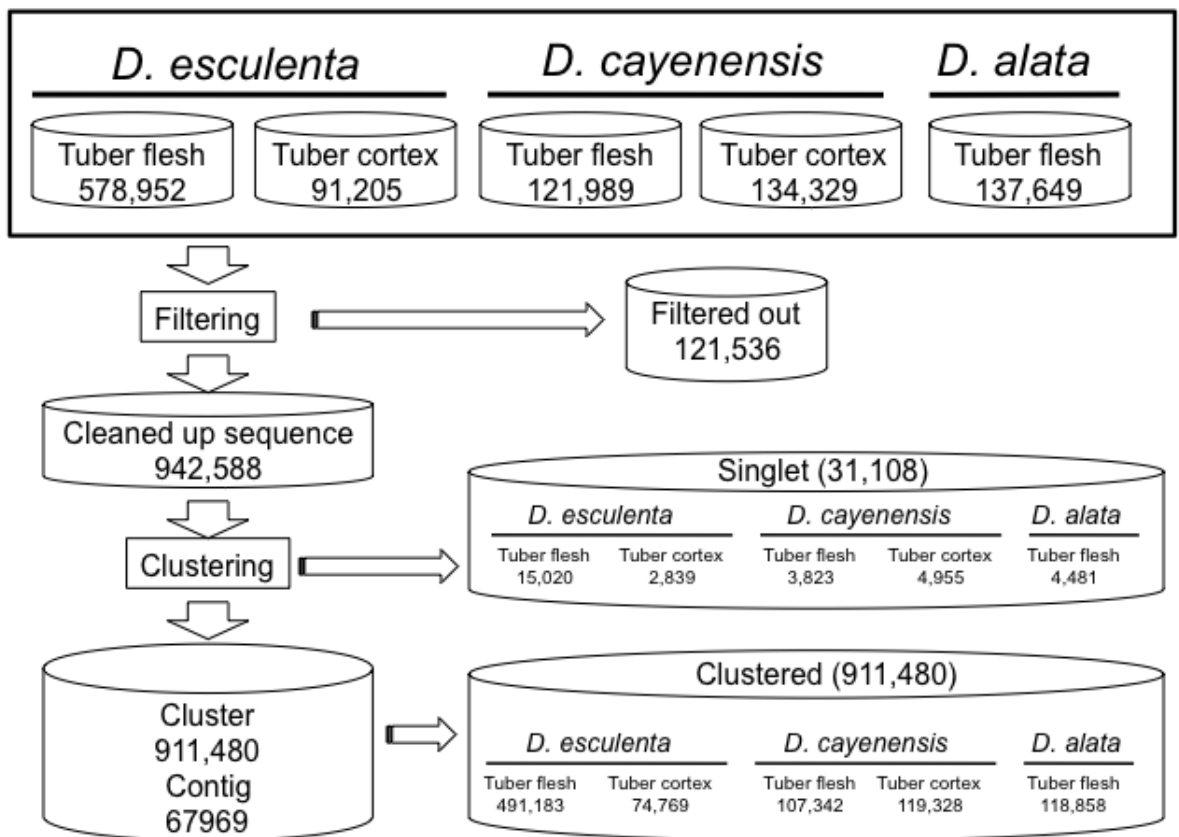 D. esculenta D. cayenensis D. alata
Tuber flesh Tuber cortex Tuber flesh Tuber cortex Tuber flesh
578,952 91,205 121,989 134,329 137,649
Filtering
Filtered out
121,536
Cleaned up sequence
942,588
Clustering
Singlet (31,108)
D. esculenta D. cayenensis D. alata
Tuber flesh Tuber cortex Tuber flesh Tuber cortex Tuber flesh
15,020 2,839 3,823 4,955 4,481
Cluster
911,480
Contig
67969
Clustered (911,480)
D. esculenta D. cayenensis D. alata
Tuber flesh Tuber cortex Tuber flesh Tuber cortex Tuber flesh
491,183 74,769 107,342 119,328 118,858